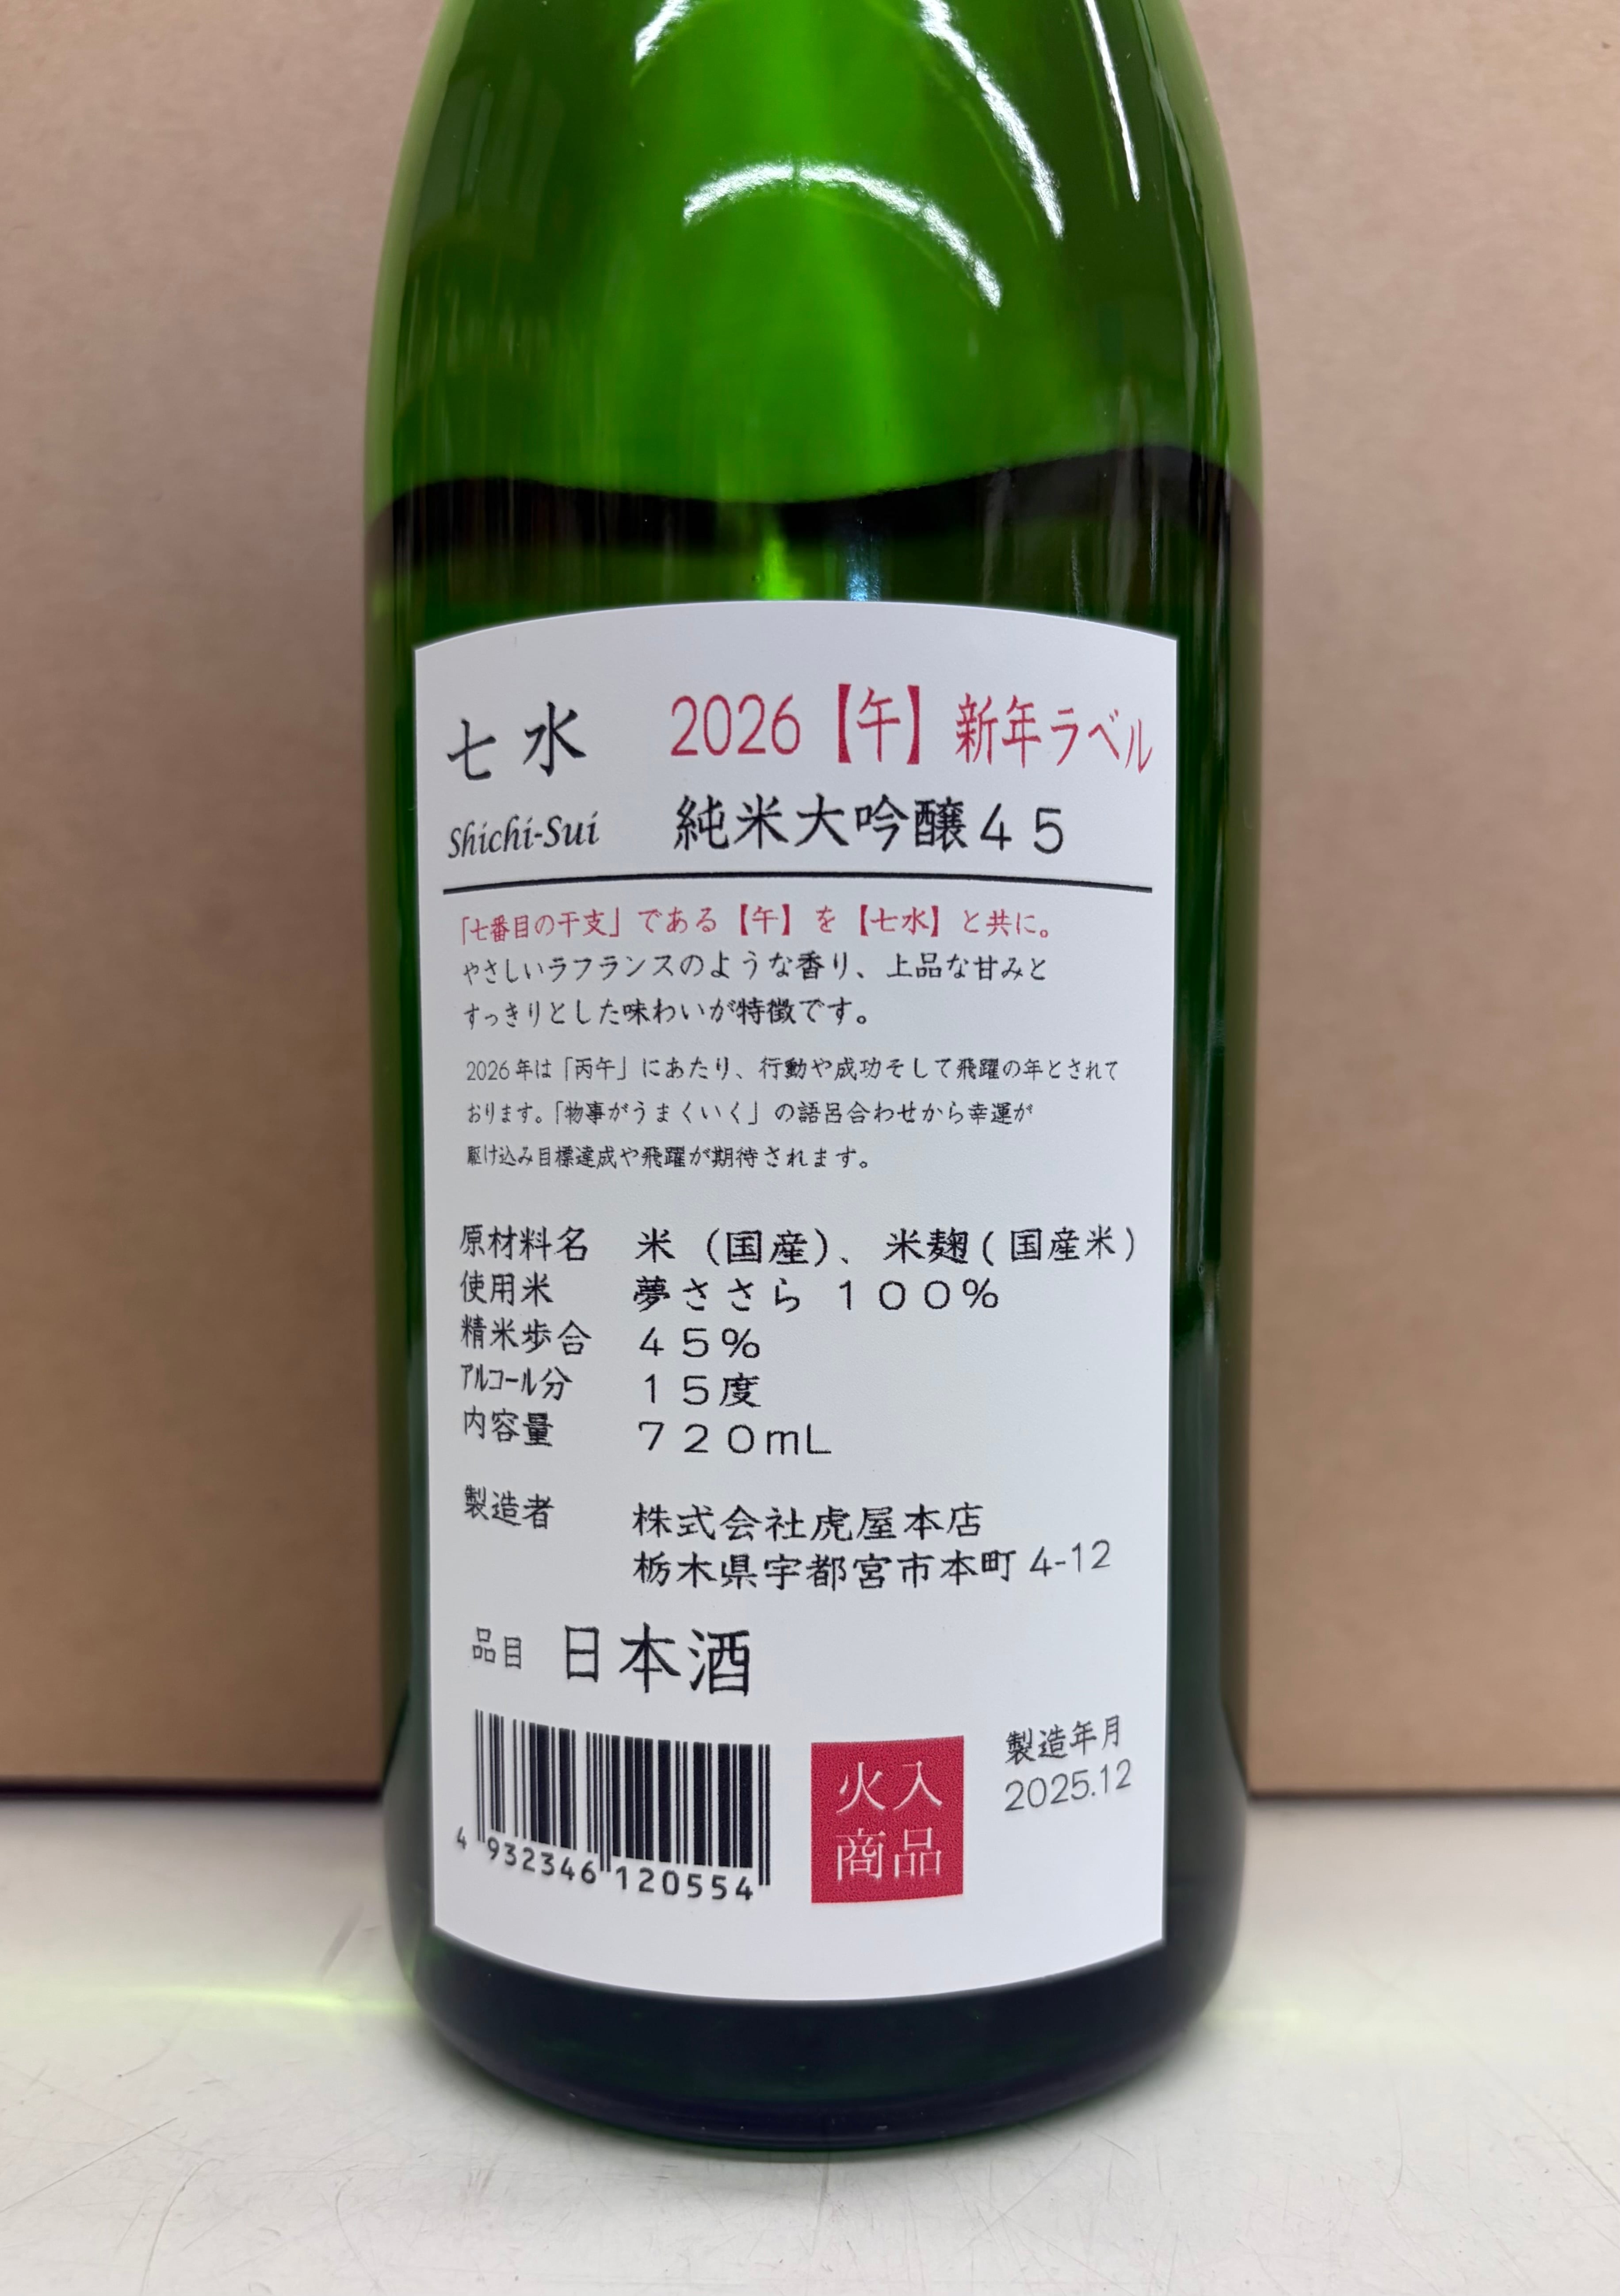 七水 2026【午】新年ラベル
Shichi-Sui 純米大吟醸45
「七番目の干支」である【午】を【七水】と共に。
やさしいラフランスのような香り、上品な甘みと
すっきりとした味わいが特徴です。
2026年は「丙午」にあたり、行動や成功そして飛躍の年とされて
おります。「物事がうまくいく」の語呂合わせから幸運が
駆け込み目標達成や飛躍が期待されます。
原材料名 米（国産）、米麹(国産米)
使用米 夢ささら 100%
精米歩合 45%
アルコール分 15度
内容量 720mL
製造者 株式会社虎屋本店
栃木県宇都宮市本町4-12
品目 日本酒
火入
商品
製造年月
2025.12
4 932346 120554